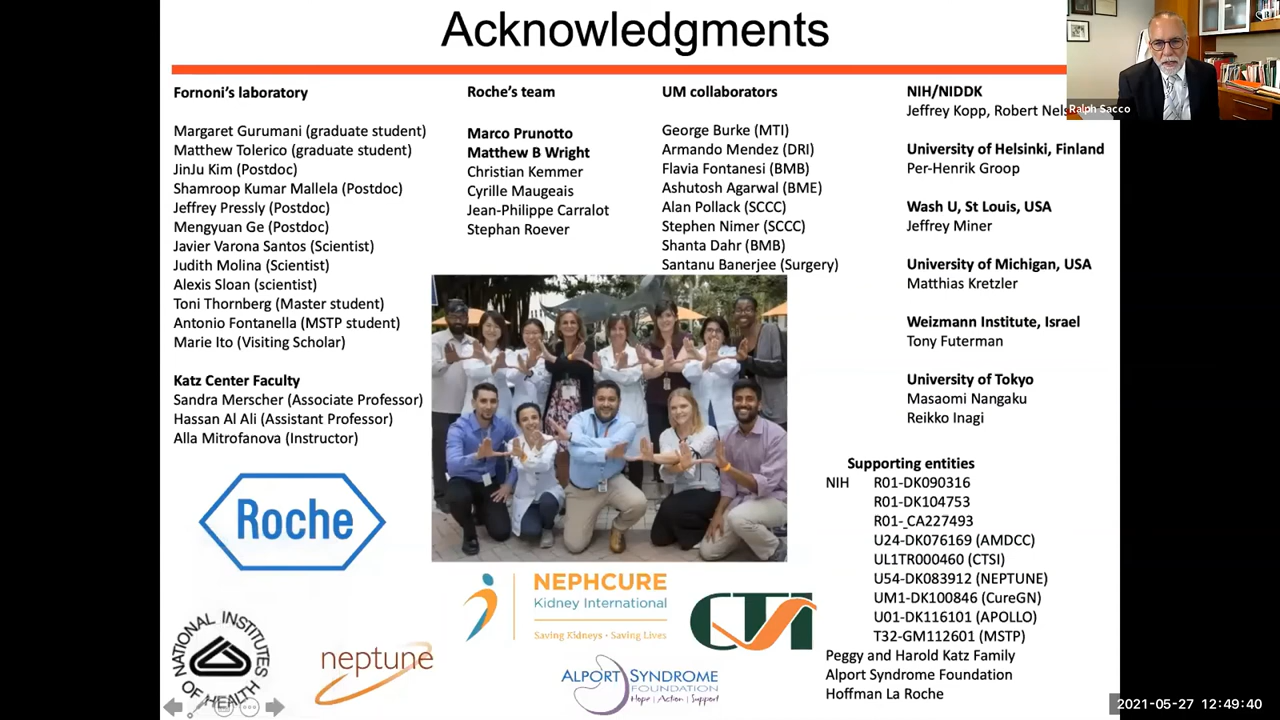 Acknowledgments
Fornoni’s laboratory
Margaret Gurumani (graduate student)
Matthew Tolerico (graduate student)
JinJu Kim (Postdoc)
Shamroop Kumar Mallela (Postdoc)
Jeffrey Pressly (Postdoc)
Mengyuan Ge (Postdoc)
Javier Varona Santos (Scientist)
Judith Molina (Scientist)
Alexis Sloan (scientist)
Toni Thornberg (Master student)
Antonio Fontanella (MSTP student)
Marie Ito (Visiting Scholar)
Katz Center Faculty
Sandra Merscher (Associate Professor)
Hassan Al Ali (Assistant Professor)
Alla Mitrofanova (Instructor)
Roche’s team
Marco Prunotto
Matthew B Wright
Christian Kemmer
Cyrille Maugeais
Jean-Philippe Carralot
Stephan Roever
UM collaborators
George Burke (MTI)
Armando Mendez (DRI)
Flavia Fontanesi (BMB)
Ashutosh Agarwal (BME)
Alan Pollack (SCCC)
Stephen Nimer (SCCC)
Shanta Dahr (BMB)
Santanu Banerjee (Surgery)
NIH/NIDDK
Jeffrey Kopp, Robert Nels
University of Helsinki, Finland
Per-Henrik Groop
Wash U, St Louis, USA
Jeffrey Miner
University of Michigan, USA
Matthias Kretzler
Weizmann Institute, Israel
Tony Futerman
University of Tokyo
Masaomi Nangaku
Reikko Inagi
Supporting entities
NIH R01-DK090316
R01-DK104753
R01-_CA227493
U24-DK076169 (AMDCC)
UL1TR000460 (CTSI)
U54-DK083912 (NEPTUNE)
UM1-DK100846 (CureGN)
U01-DK116101 (APOLLO)
T32-GM112601 (MSTP)
Peggy and Harold Katz Family
Alport Syndrome Foundation
Hoffman La Roche
Roche
NATIONAL INSTITUTES OF HEALTH
neptune
NEPHCURE
Kidney International
Saving Kidneys • Saving Lives
CTSI
ALPORT SYNDROME
FOUNDATION
Hope | Action | Support
Ralph Sacco
2021-05-27 12:49:40